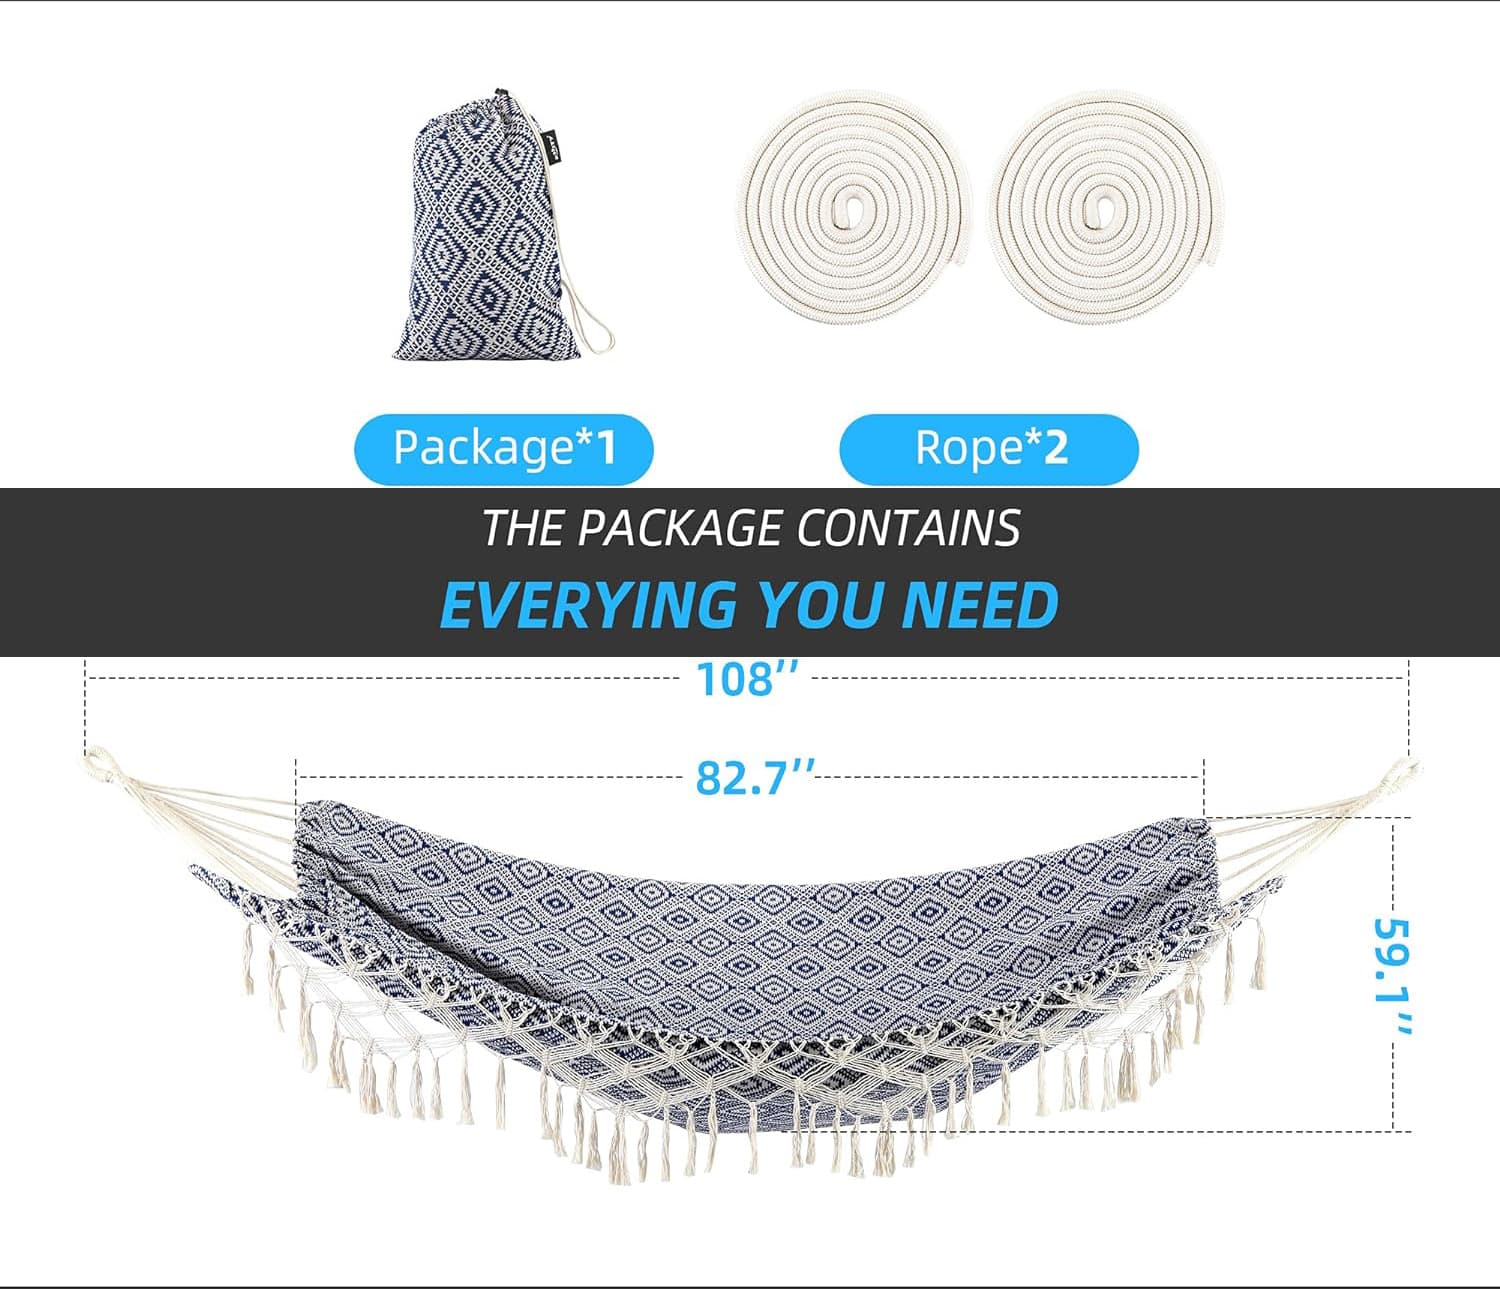 Package*1
Rope*2
THE PACKAGE CONTAINS
EVERYING YOU NEED
108’’
82.7’’
59.1’’